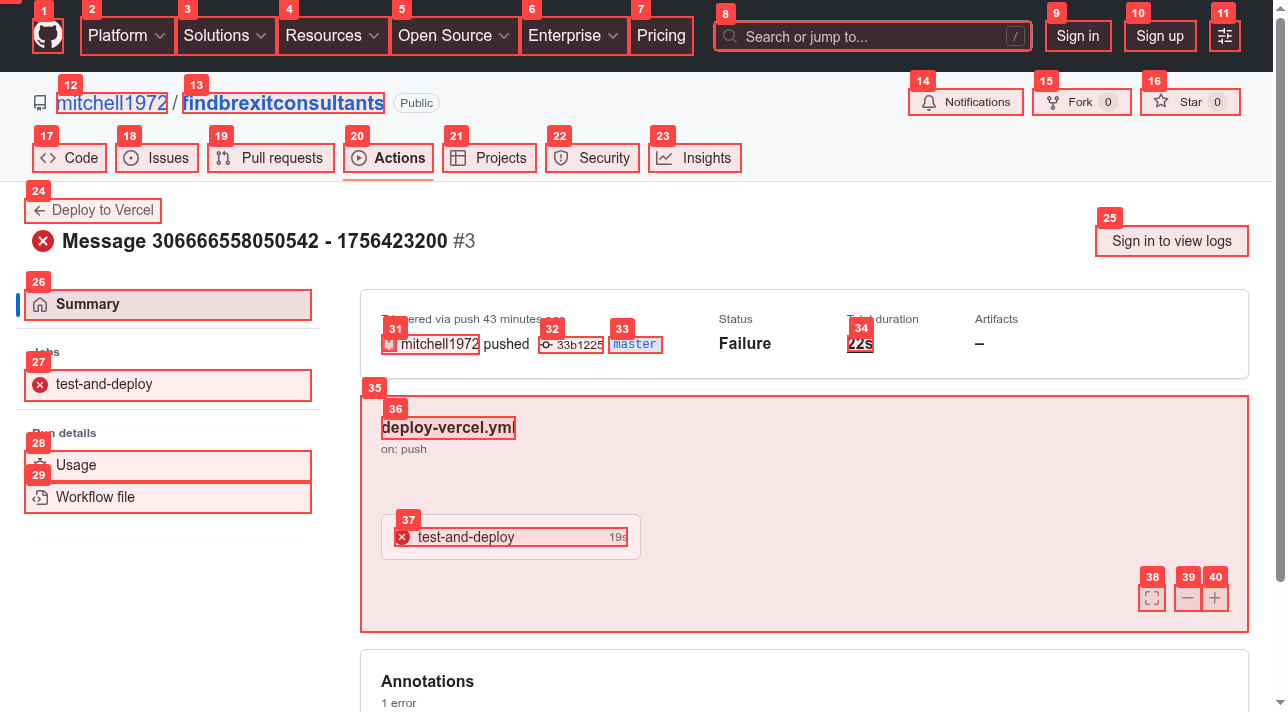 1 2 3 4 5 6 7 8 9 10 11
Platform Solutions Resources Open Source Enterprise Pricing Search or jump to... / Sign in Sign up
12 13 14 15 16
mitchell1972 / findbrexitconsultants Public Notifications Fork 0 Star 0
17 18 19 20 21 22 23
Code Issues Pull requests Actions Projects Security Insights
24
Deploy to Vercel
25
Message 306666558050542 - 1756423200 #3 Sign in to view logs
26
Summary
Triggered via push 43 minutes ago Status Total duration Artifacts
31 32 33 34
mitchell1972 pushed 33b1225 master Failure 22s –
Jobs
27
test-and-deploy
35
36
deploy-vercel.yml
on: push
Run details
28
Usage
29
Workflow file
37
test-and-deploy 19s
38 39 40
Annotations
1 error